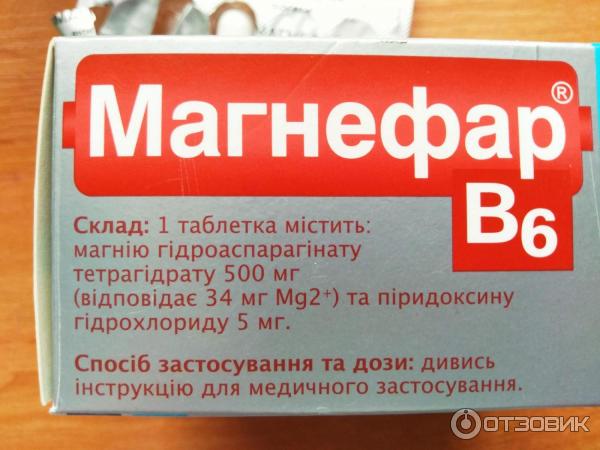 Магнефар®
B6
Склад: 1 таблетка містить:
магнію гідроаспарагінату
тетрагідрату 500 мг
(відповідає 34 мг Mg2+) та піридоксину
гідрохлориду 5 мг.
Спосіб застосування та дози: дивись
інструкцію для медичного застосування.
ОТЗОВИК